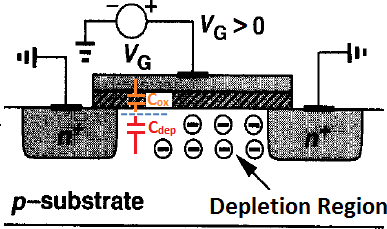 − +
V_G
V_G > 0
C_ox
C_dep
n+
n+
p–substrate
Depletion Region